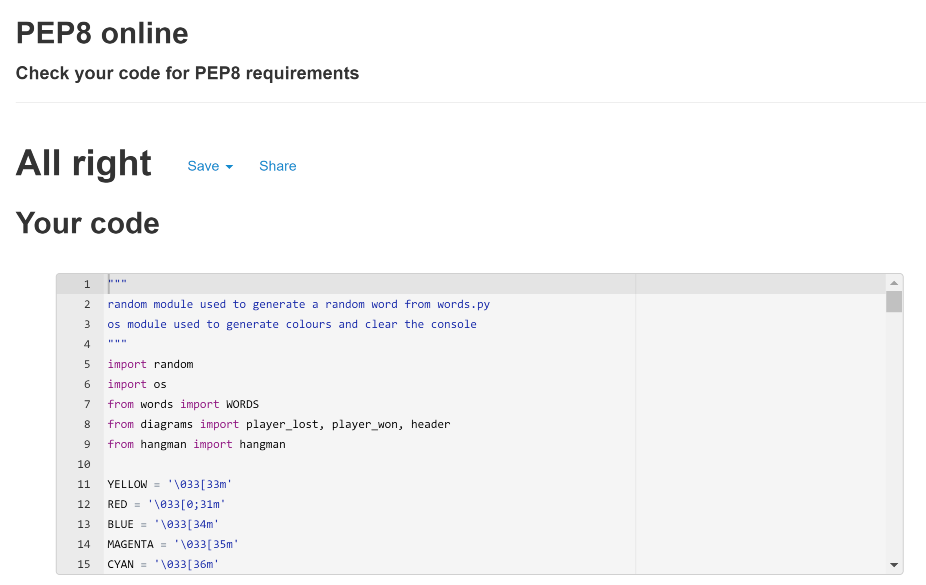 PEP8 online
Check your code for PEP8 requirements
All right Save Share
Your code
1 """
2 random module used to generate a random word from words.py
3 os module used to generate colours and clear the console
4 """
5 import random
6 import os
7 from words import WORDS
8 from diagrams import player_lost, player_won, header
9 from hangman import hangman
10
11 YELLOW = '\033[33m'
12 RED = '\033[0;31m'
13 BLUE = '\033[34m'
14 MAGENTA = '\033[35m'
15 CYAN = '\033[36m'